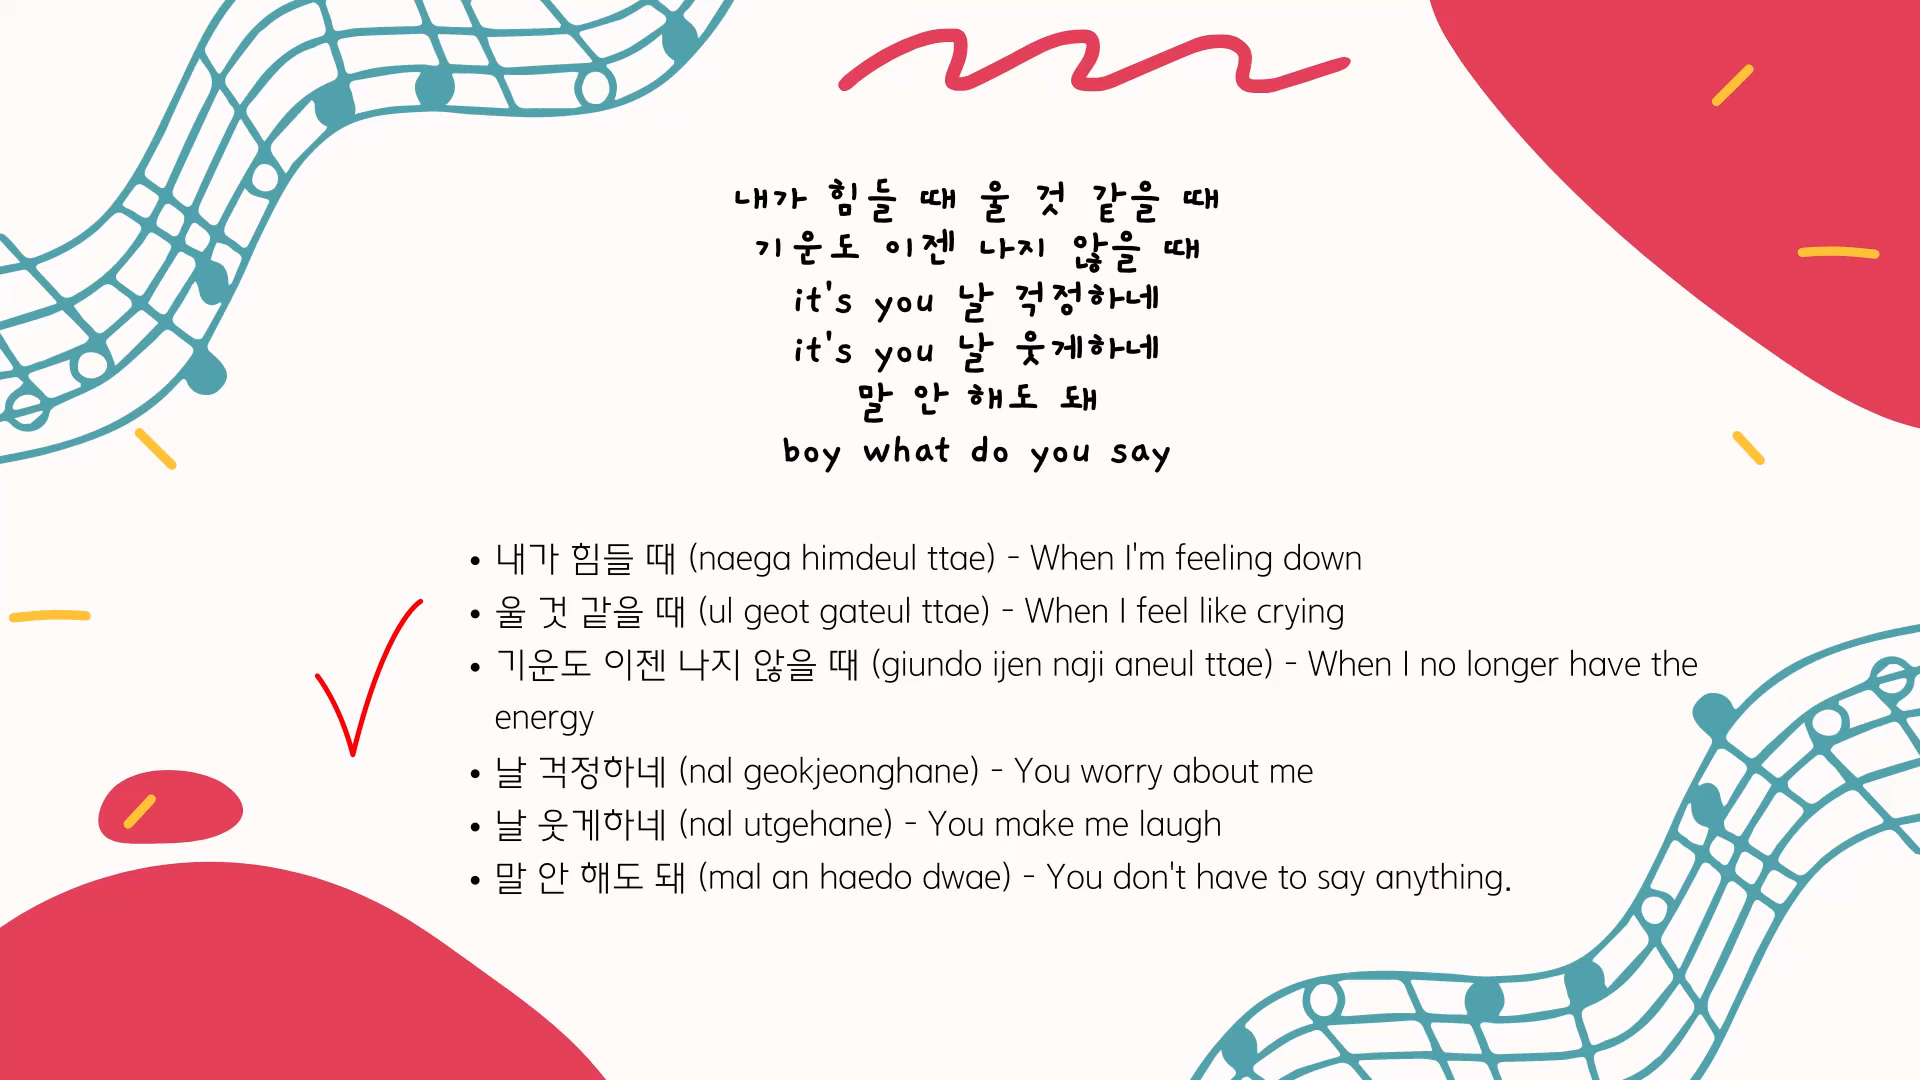 내가 힘들 때 울 것 같을 때
기운도 이젠 나지 않을 때
it's you 날 걱정하네
it's you 날 웃게하네
말 안 해도 돼
boy what do you say
• 내가 힘들 때 (naega himdeul ttae) - When I'm feeling down
• 울 것 같을 때 (ul geot gateul ttae) - When I feel like crying
• 기운도 이젠 나지 않을 때 (giundo ijen naji aneul ttae) - When I no longer have the
energy
• 날 걱정하네 (nal geokjeonghane) - You worry about me
• 날 웃게하네 (nal utgehane) - You make me laugh
• 말 안 해도 돼 (mal an haedo dwae) - You don't have to say anything.